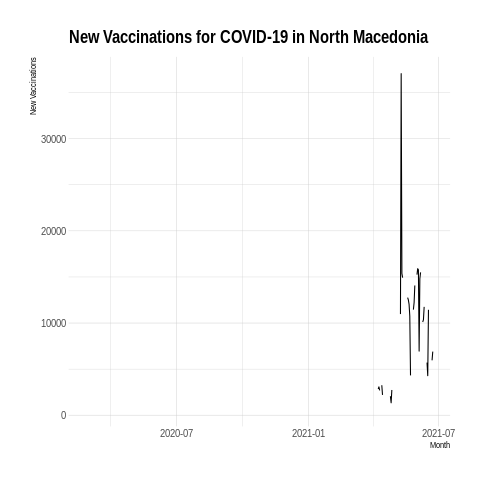 New Vaccinations for COVID-19 in North Macedonia
New Vaccinations
30000
20000
10000
0
2020-07 2021-01 2021-07
Month